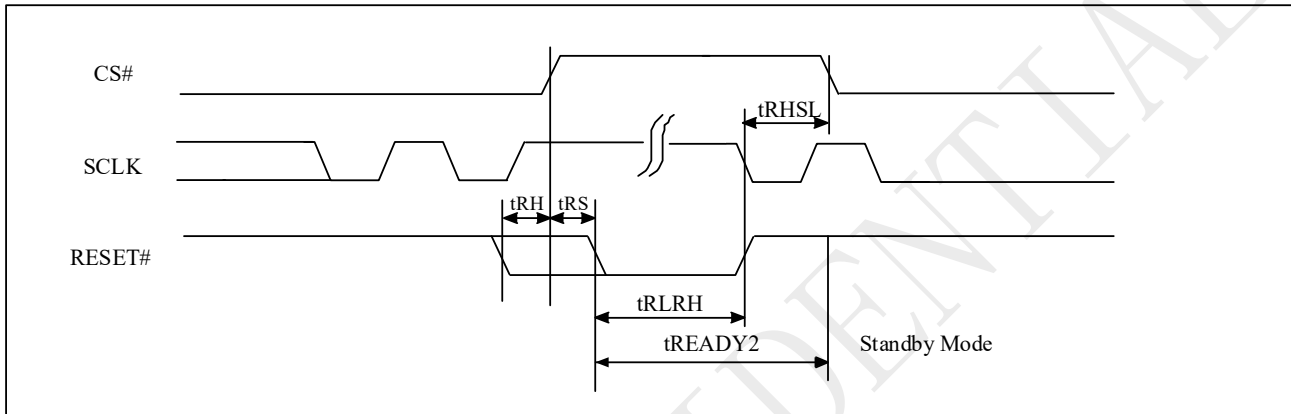 CS#
tRHSL
SCLK
tRH tRS
RESET#
tRLRH
tREADY2 Standby Mode